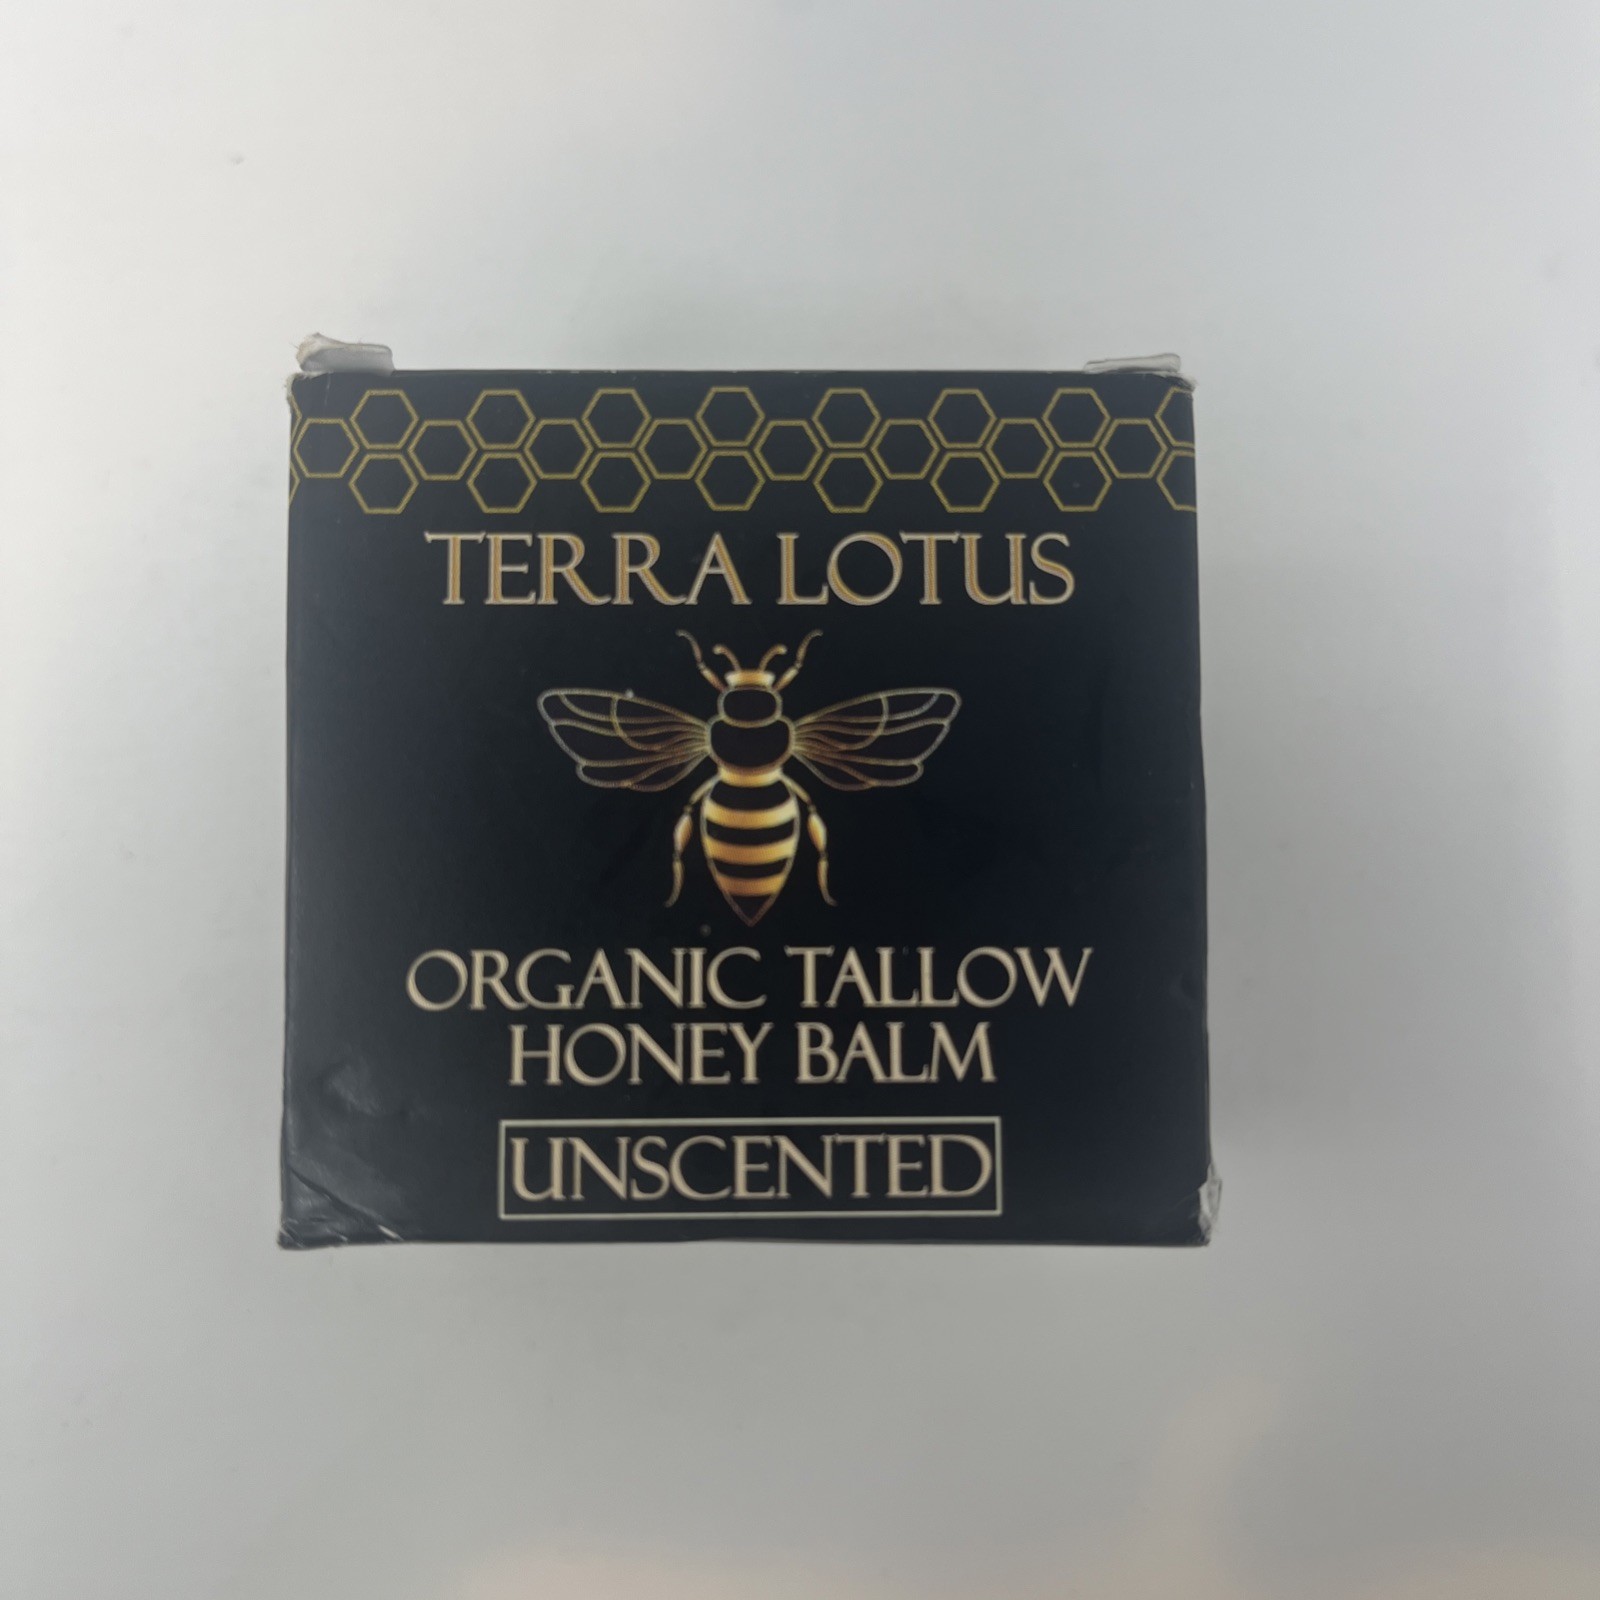 TERRA LOTUS
ORGANIC TALLOW
HONEY BALM
UNSCENTED